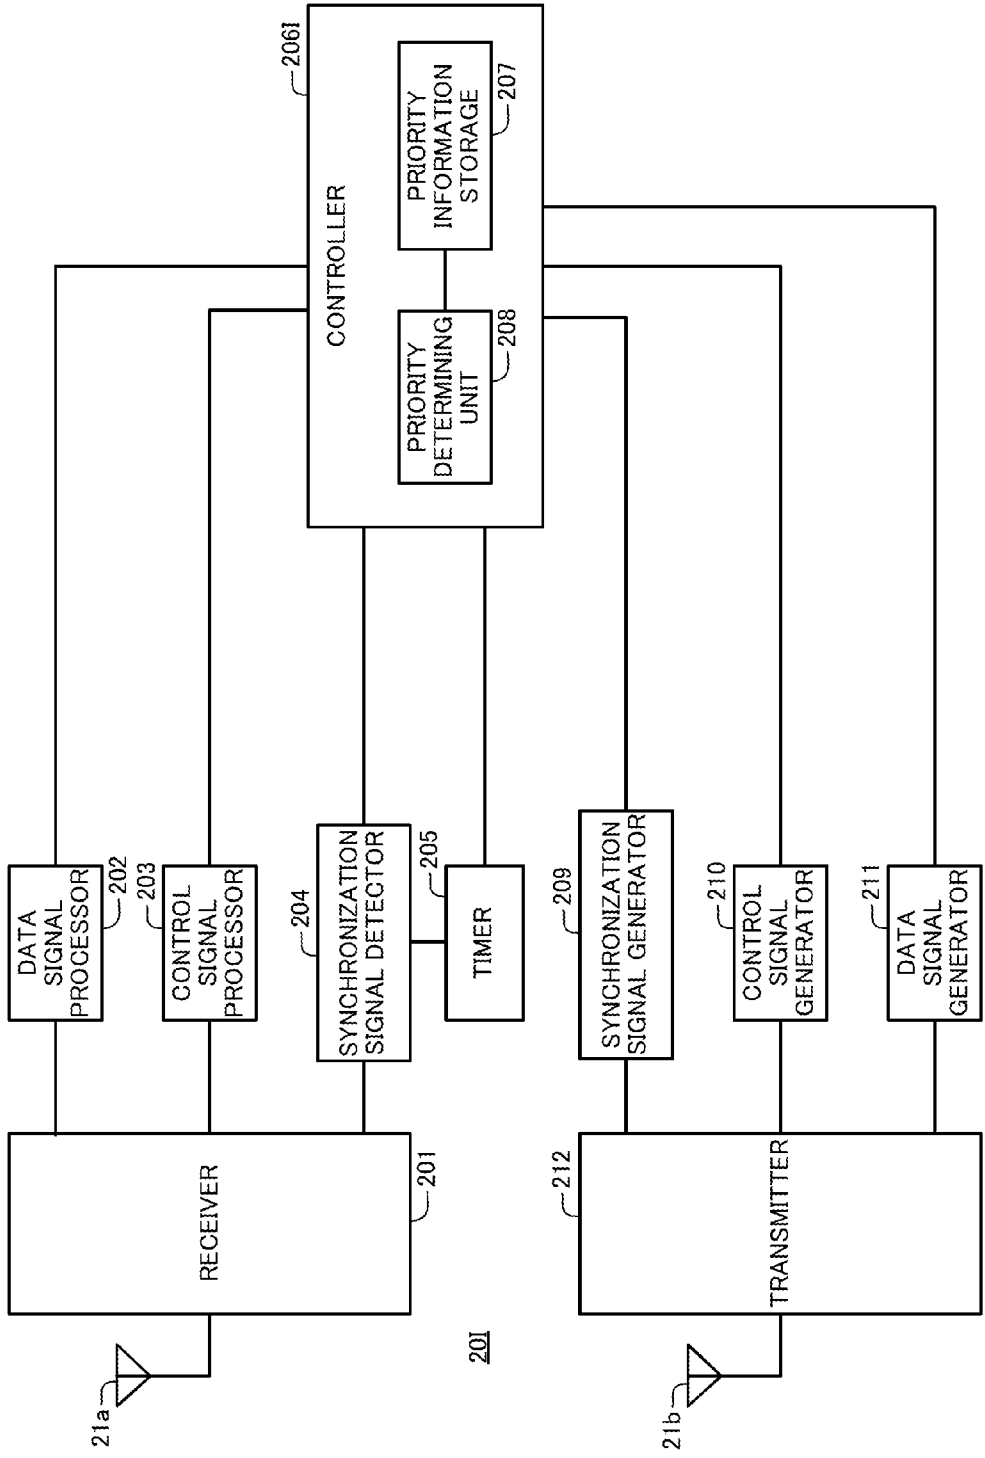 21a
RECEIVER
201
DATA
SIGNAL
PROCESSOR
202
CONTROL
SIGNAL
PROCESSOR
203
SYNCHRONIZATION
SIGNAL DETECTOR
204
TIMER
205
CONTROLLER
206I
PRIORITY
DETERMINING
UNIT
208
PRIORITY
INFORMATION
STORAGE
207
20I
21b
TRANSMITTER
212
SYNCHRONIZATION
SIGNAL GENERATOR
209
CONTROL
SIGNAL
GENERATOR
210
DATA
SIGNAL
GENERATOR
211